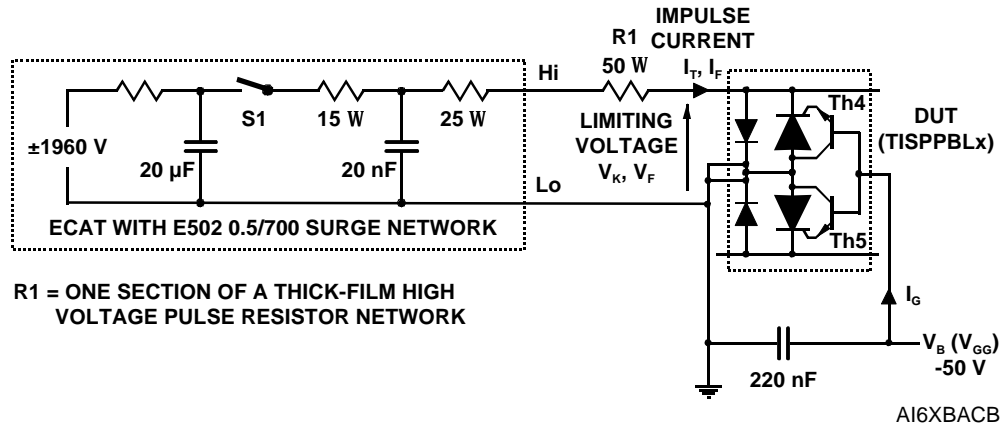 IMPULSE
CURRENT
R1
50 W
I_T, I_F
Hi
S1
15 W
25 W
±1960 V
20 µF
20 nF
LIMITING
VOLTAGE
V_K, V_F
Th4
DUT
(TISPPBLx)
Lo
Th5
ECAT WITH E502 0.5/700 SURGE NETWORK
R1 = ONE SECTION OF A THICK-FILM HIGH
VOLTAGE PULSE RESISTOR NETWORK
I_G
220 nF
V_B (V_GG)
-50 V
AI6XBACB